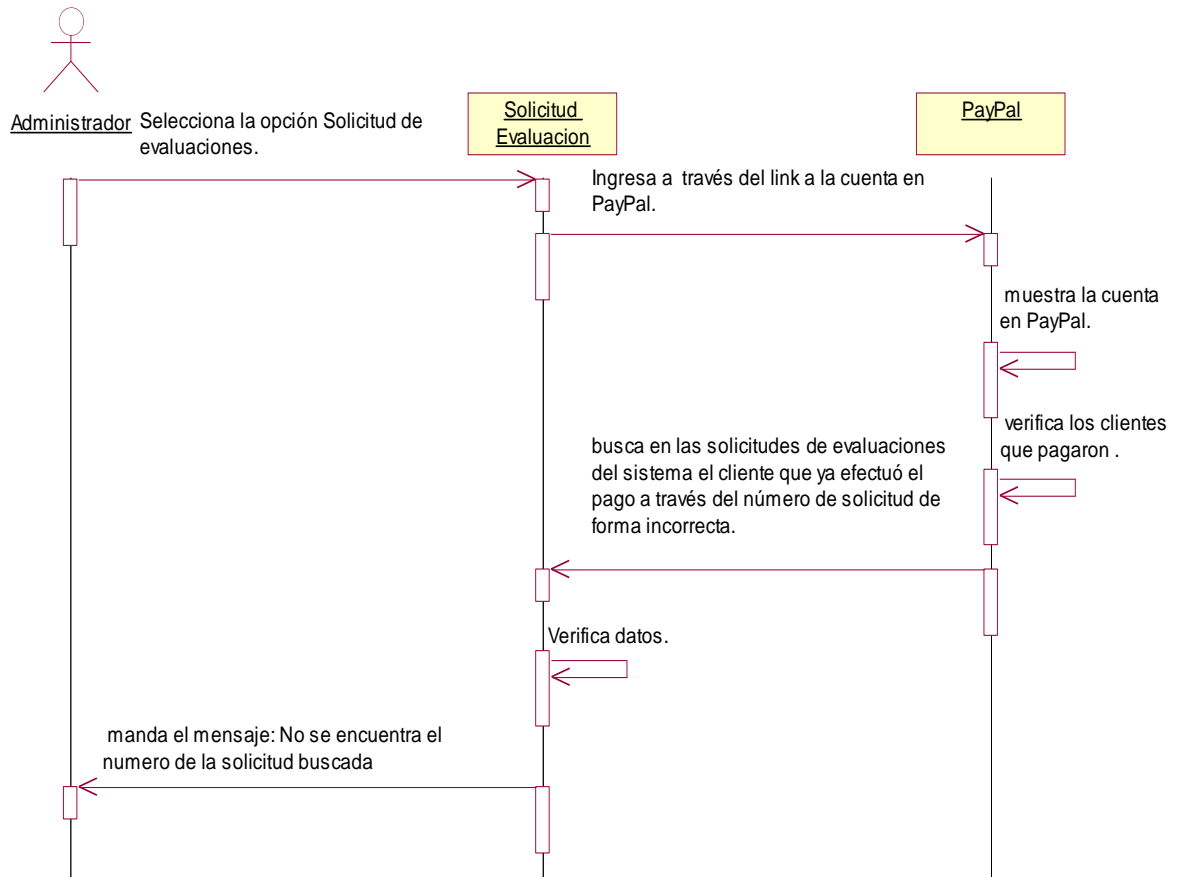 Administrador
Selecciona la opción Solicitud de
evaluaciones.
Solicitud
Evaluacion
PayPal
Ingresa a través del link a la cuenta en
PayPal.
muestra la cuenta
en PayPal.
verifica los clientes
que pagaron .
busca en las solicitudes de evaluaciones
del sistema el cliente que ya efectuó el
pago a través del número de solicitud de
forma incorrecta.
Verifica datos.
manda el mensaje: No se encuentra el
numero de la solicitud buscada